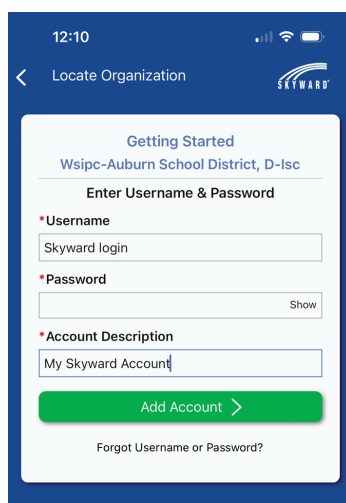 12:10
Locate Organization
SKYWARD
Getting Started
Wsipc-Auburn School District, D-Isc
Enter Username & Password
*Username
Skyward login
*Password
Show
*Account Description
My Skyward Account
Add Account
Forgot Username or Password?